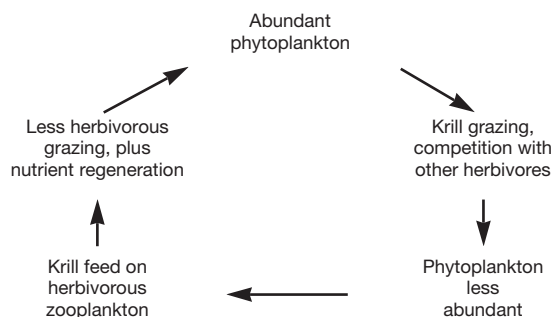 Abundant
phytoplankton
Krill grazing,
competition with
other herbivores
Phytoplankton
less
abundant
Krill feed on
herbivorous
zooplankton
Less herbivorous
grazing, plus
nutrient regeneration